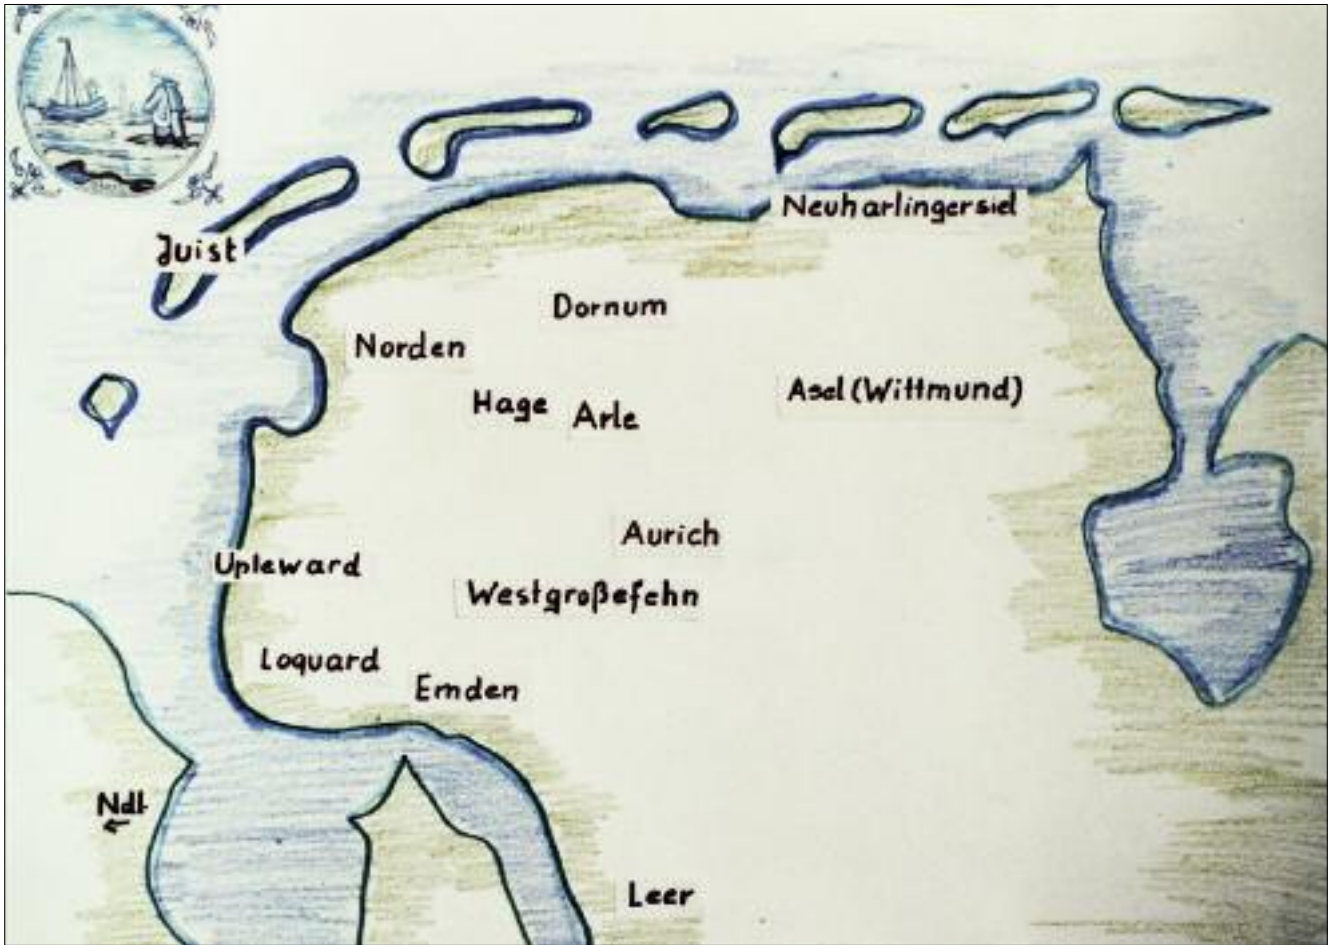 Neuharlingersiel
Juist
Dornum
Norden
Asel (Wittmund)
Hage
Arle
Aurich
Upleward
Westgroßefehn
Loquard
Emden
Ndl
Leer